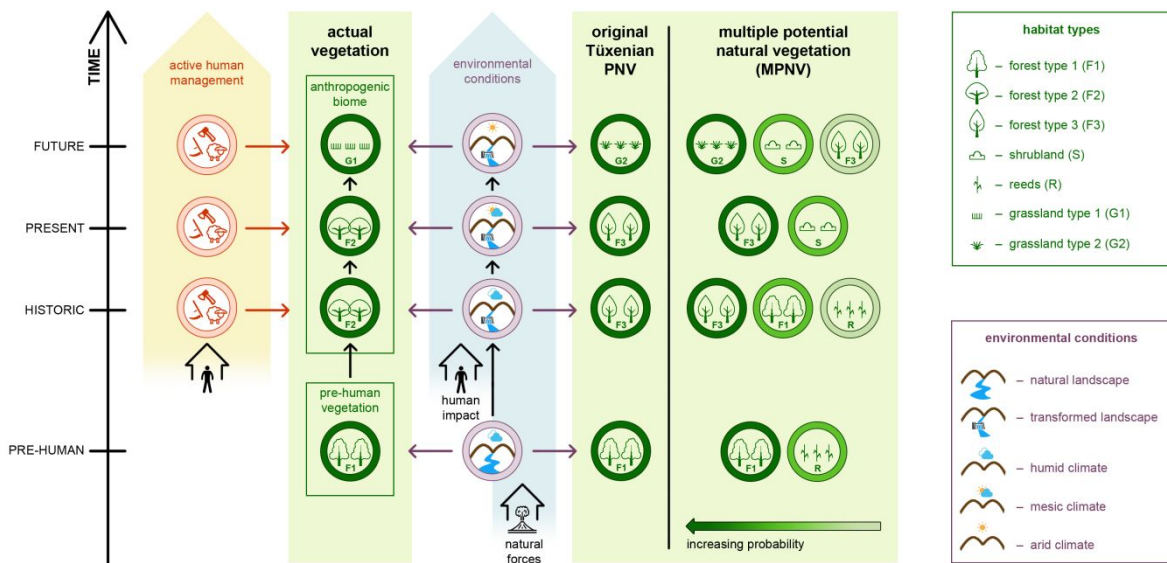 TIME
active human
management
actual
vegetation
environmental
conditions
original
Tüxenian
PNV
multiple potential
natural vegetation
(MPNV)
anthropogenic
biome
FUTURE
G1
G2
G2
S
F3
PRESENT
F2
F3
F3
S
HISTORIC
F2
F3
F3
F1
R
human
impact
pre-human
vegetation
PRE-HUMAN
F1
F1
F1
R
natural
forces
increasing probability
habitat types
– forest type 1 (F1)
– forest type 2 (F2)
– forest type 3 (F3)
– shrubland (S)
– reeds (R)
– grassland type 1 (G1)
– grassland type 2 (G2)
environmental conditions
– natural landscape
– transformed landscape
– humid climate
– mesic climate
– arid climate